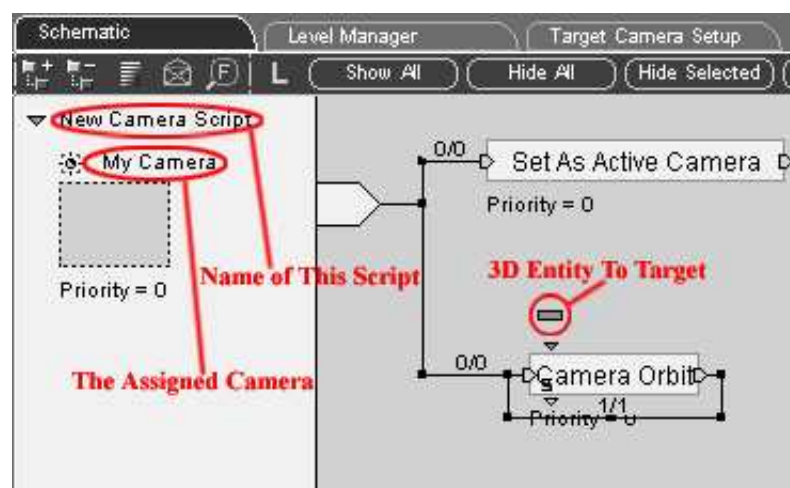 Schematic
Level Manager
Target Camera Setup
L
Show All
Hide All
Hide Selected
New Camera Script
My Camera
Priority = 0
Name of This Script
The Assigned Camera
0/0
Set As Active Camera
Priority = 0
3D Entity To Target
0/0
Camera Orbit
S
1/1
Priority